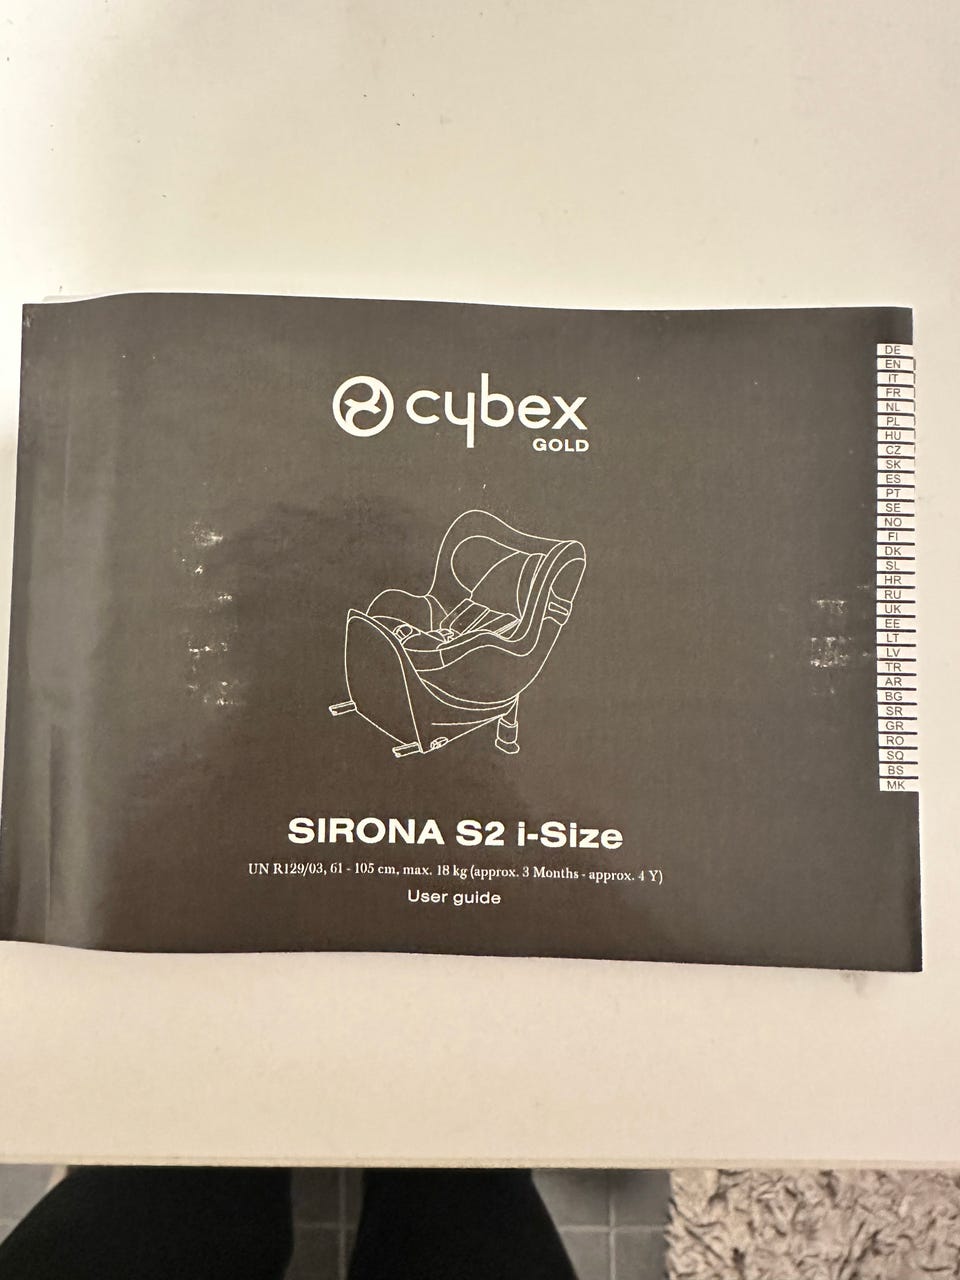 cybex
GOLD
DE
EN
IT
FR
NL
PL
HU
CZ
SK
ES
PT
SE
NO
FI
DK
SL
HR
RU
UK
EE
LT
LV
TR
AR
BG
SR
GR
RO
SQ
BS
MK
SIRONA S2 i-Size
UN R129/03, 61 - 105 cm, max. 18 kg (approx. 3 Months - approx. 4 Y)
User guide